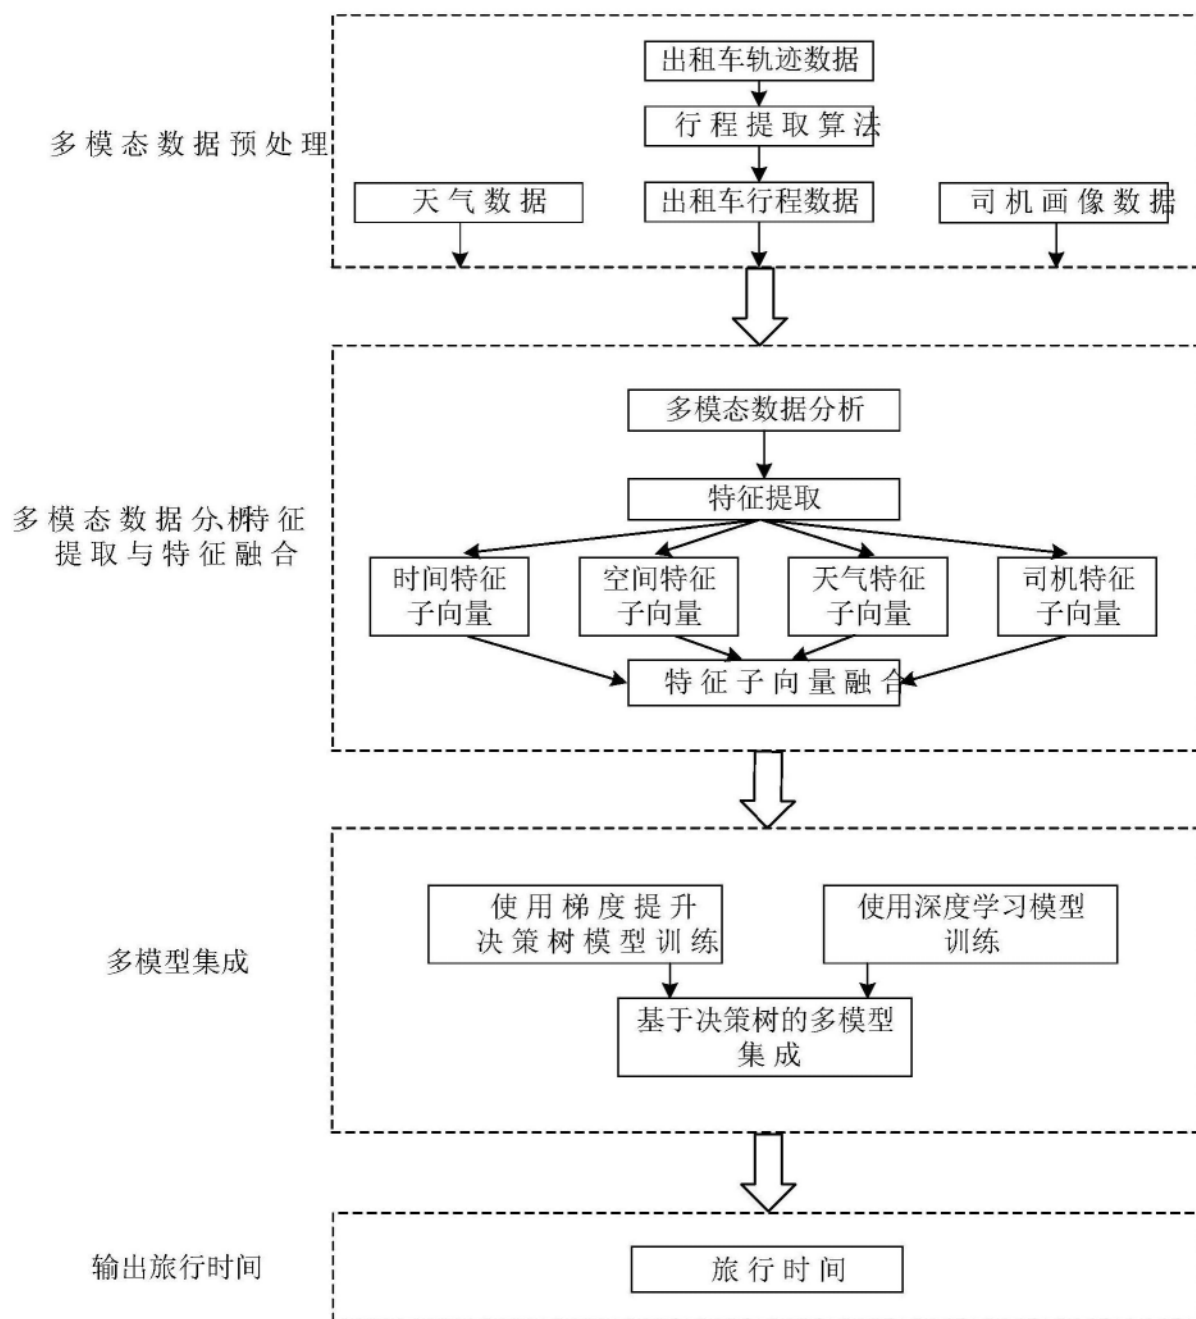 出租车轨迹数据
行程提取算法
多模态数据预处理
天气数据
出租车行程数据
司机画像数据
多模态数据分析
特征提取
多模态数据分析、特征
提取与特征融合
时间特征
子向量
空间特征
子向量
天气特征
子向量
司机特征
子向量
特征子向量融合
使用梯度提升
决策树模型训练
使用深度学习模型
训练
多模型集成
基于决策树的多模型
集成
输出旅行时间
旅行时间